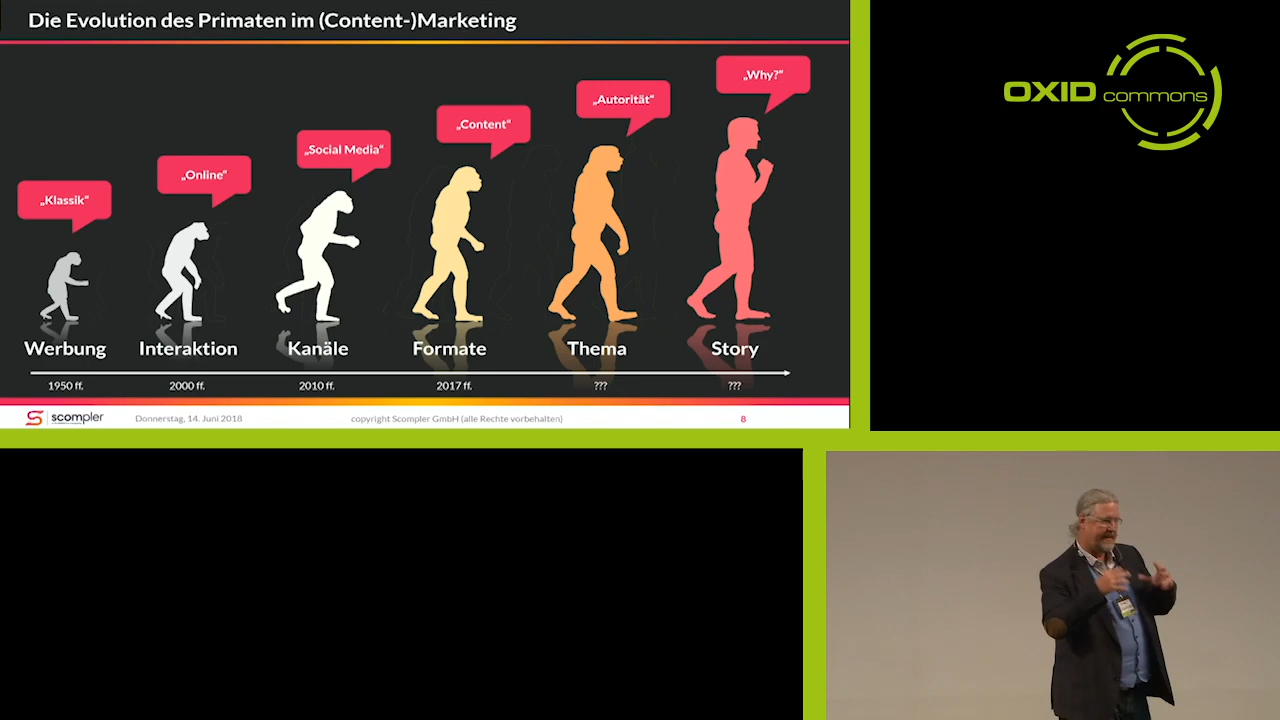 Die Evolution des Primaten im (Content-)Marketing
„Klassik“
„Online“
„Social Media“
„Content“
„Autorität“
„Why?“
Werbung
Interaktion
Kanäle
Formate
Thema
Story
1950 ff.
2000 ff.
2010 ff.
2017 ff.
???
???
scompler
Donnerstag, 14. Juni 2018
copyright Scompler GmbH (alle Rechte vorbehalten)
8
OXID commons